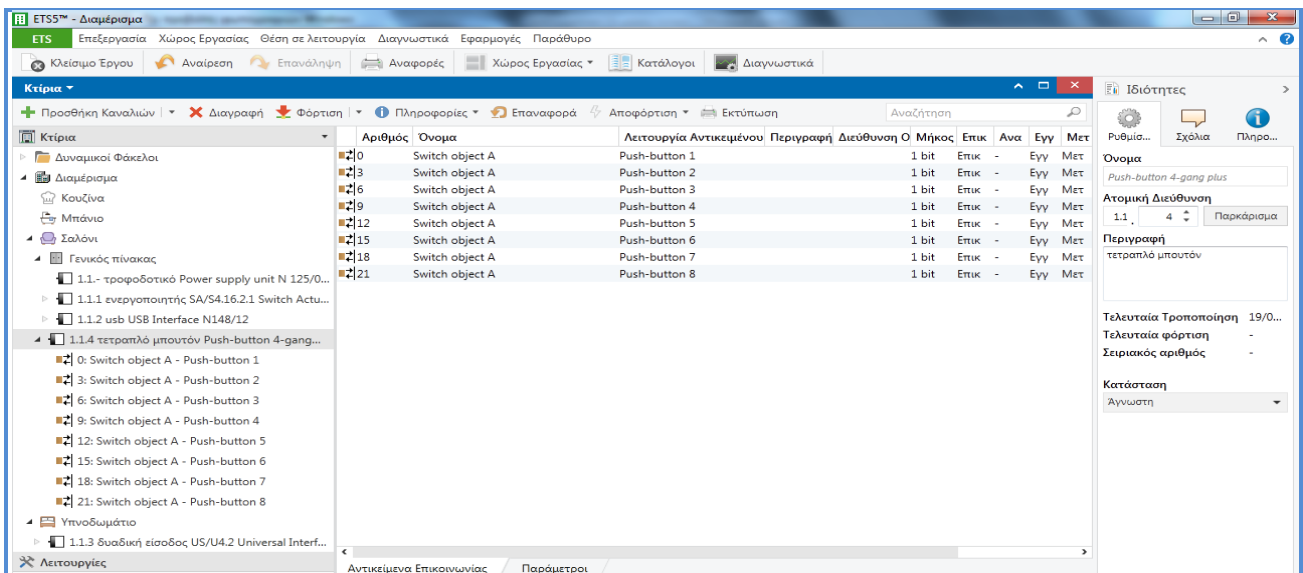 ETS5™ - Διαμέρισμα
ETS Επεξεργασία Χώρος Εργασίας Θέση σε λειτουργία Διαγνωστικά Εφαρμογές Παράθυρο
Κλείσιμο Έργου Αναίρεση Επανάληψη Αναφορές Χώρος Εργασίας Κατάλογοι Διαγνωστικά
Κτίρια
Προσθήκη Καναλιών Διαγραφή Φόρτιση Πληροφορίες Επαναφορά Αποφόρτιση Εκτύπωση Αναζήτηση
Κτίρια
Δυναμικοί Φάκελοι
Διαμέρισμα
Κουζίνα
Μπάνιο
Σαλόνι
Γενικός πίνακας
1.1.- τροφοδοτικό Power supply unit N 125/0...
1.1.1 ενεργοποιητής SA/S4.16.2.1 Switch Actu...
1.1.2 usb USB Interface N148/12
1.1.4 τετραπλό μπουτόν Push-button 4-gang...
0: Switch object A - Push-button 1
3: Switch object A - Push-button 2
6: Switch object A - Push-button 3
9: Switch object A - Push-button 4
12: Switch object A - Push-button 5
15: Switch object A - Push-button 6
18: Switch object A - Push-button 7
21: Switch object A - Push-button 8
Υπνοδωμάτιο
1.1.3 δυαδική είσοδος US/U4.2 Universal Interf...
Λειτουργίες
Αριθμός Όνομα Λειτουργία Αντικειμένου Περιγραφή Διεύθυνση Ο Μήκος Επικ Ανα Εγγ Μετ
0 Switch object A Push-button 1 1 bit Επικ - Εγγ Μετ
3 Switch object A Push-button 2 1 bit Επικ - Εγγ Μετ
6 Switch object A Push-button 3 1 bit Επικ - Εγγ Μετ
9 Switch object A Push-button 4 1 bit Επικ - Εγγ Μετ
12 Switch object A Push-button 5 1 bit Επικ - Εγγ Μετ
15 Switch object A Push-button 6 1 bit Επικ - Εγγ Μετ
18 Switch object A Push-button 7 1 bit Επικ - Εγγ Μετ
21 Switch object A Push-button 8 1 bit Επικ - Εγγ Μετ
Αντικείμενα Επικοινωνίας Παράμετροι
Ιδιότητες
Ρυθμίσ... Σχόλια Πληρο...
Όνομα
Push-button 4-gang plus
Ατομική Διεύθυνση
1.1 . 4 Παρκάρισμα
Περιγραφή
τετραπλό μπουτόν
Τελευταία Τροποποίηση 19/0...
Τελευταία φόρτιση -
Σειριακός αριθμός -
Κατάσταση
Άγνωστη